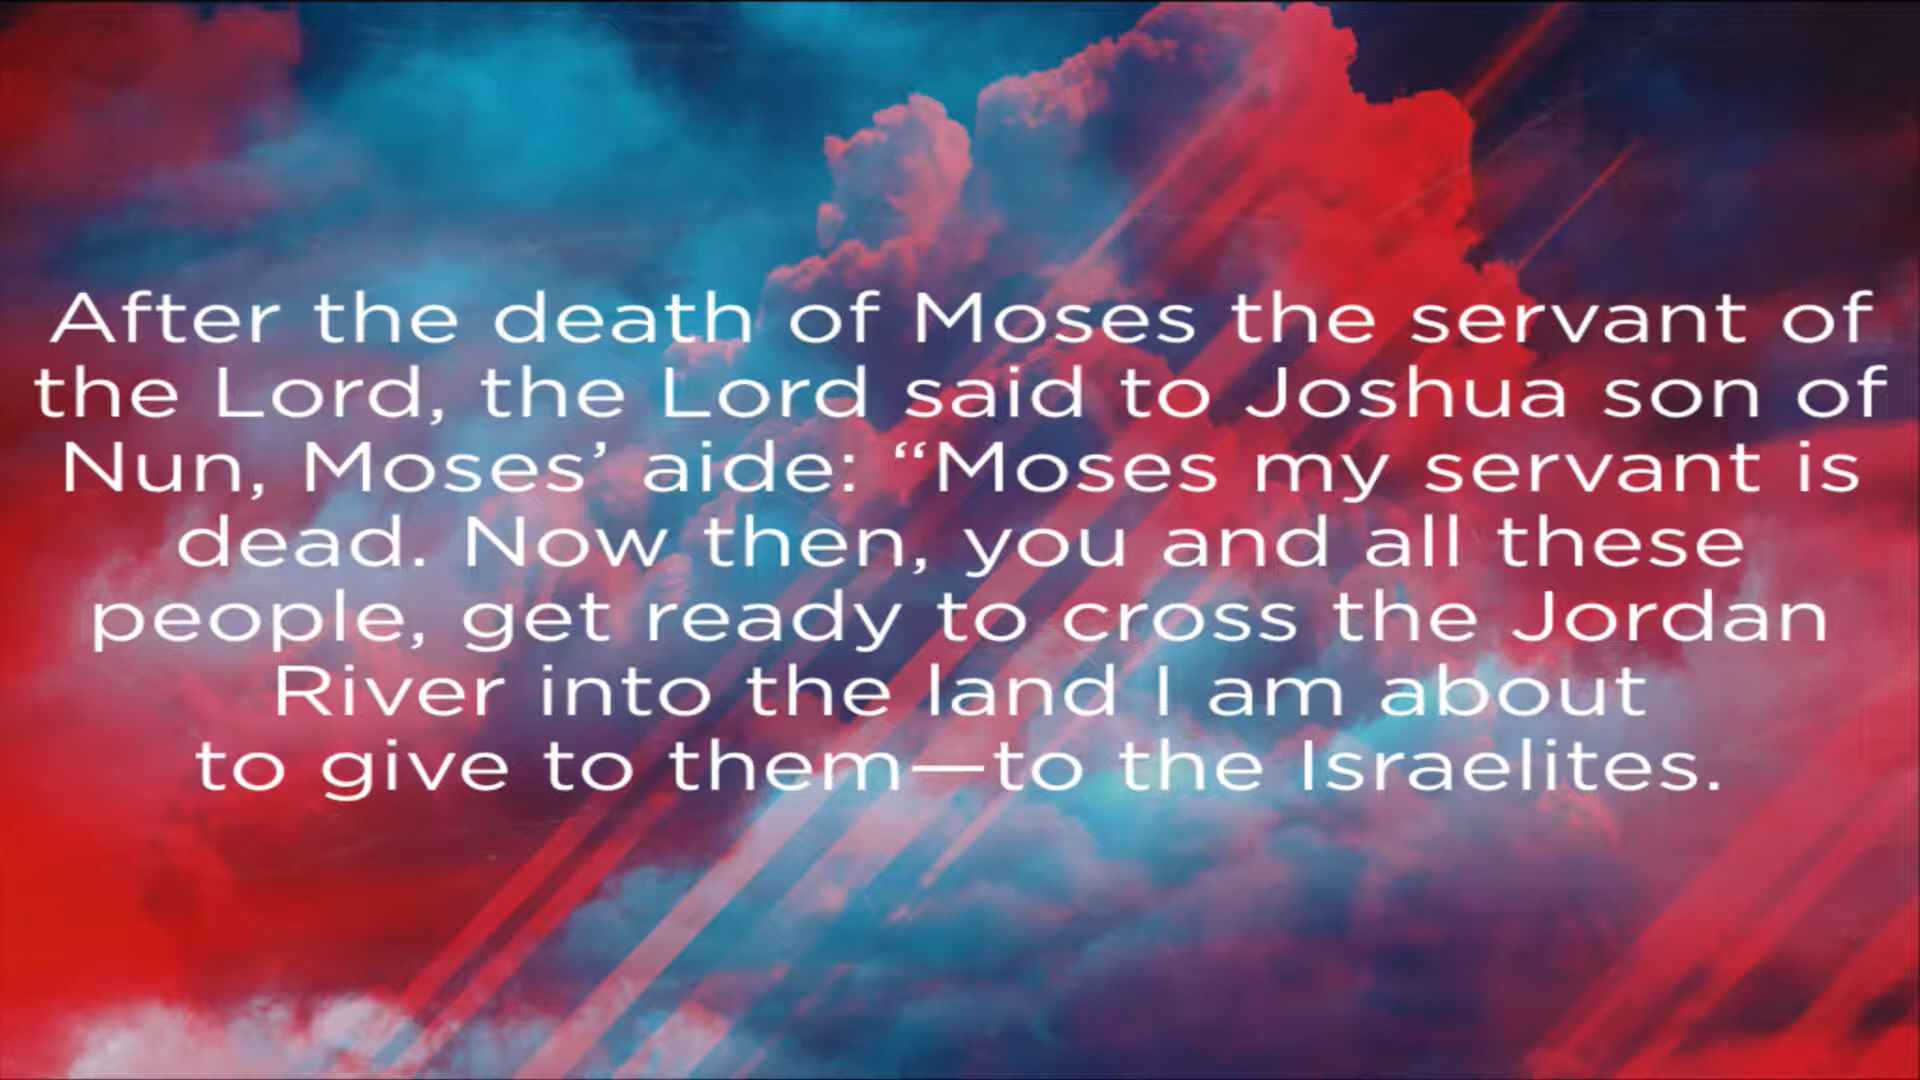 After the death of Moses the servant of
the Lord, the Lord said to Joshua son of
Nun, Moses’ aide: “Moses my servant is
dead. Now then, you and all these
people, get ready to cross the Jordan
River into the land I am about
to give to them—to the Israelites.